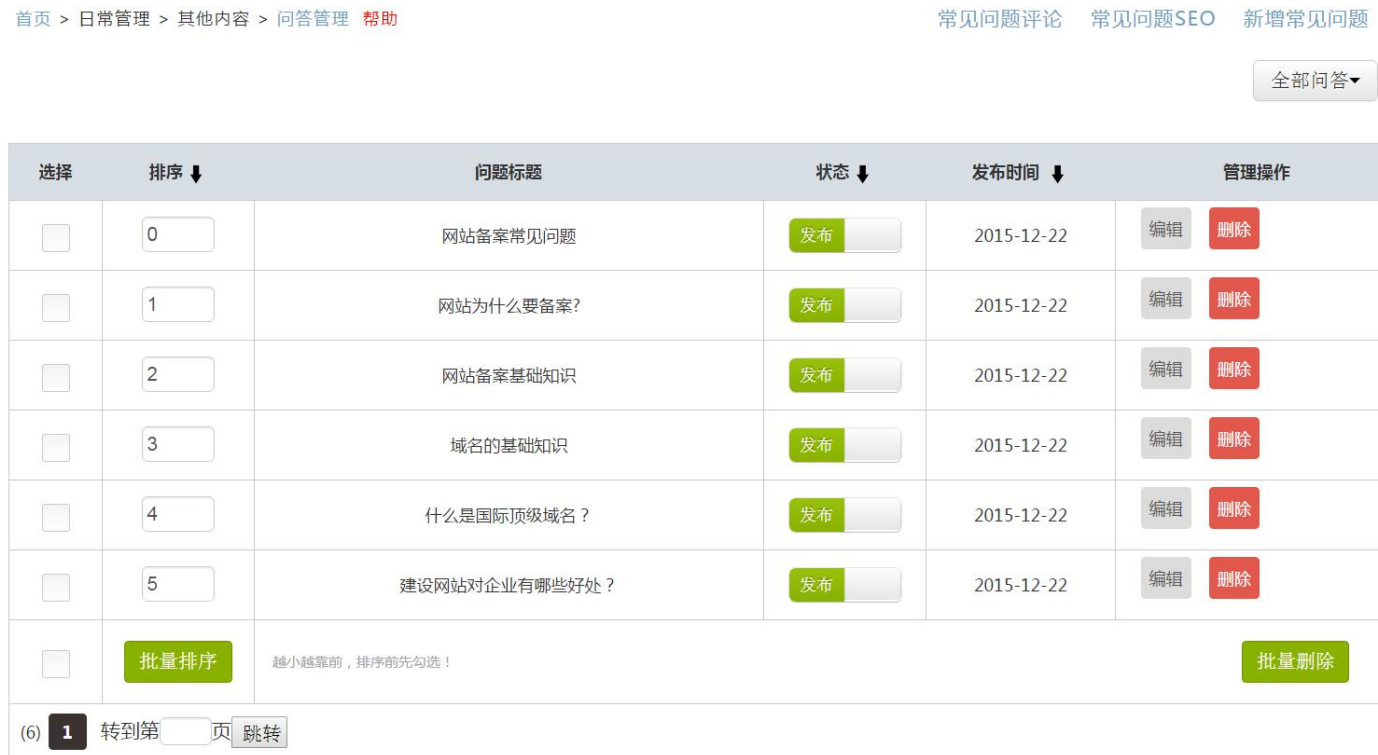 首页 > 日常管理 > 其他内容 > 问答管理 帮助 常见问题评论 常见问题SEO 新增常见问题
全部问答
选择 排序 问题标题 状态 发布时间 管理操作
0 网站备案常见问题 发布 2015-12-22 编辑 删除
1 网站为什么要备案? 发布 2015-12-22 编辑 删除
2 网站备案基础知识 发布 2015-12-22 编辑 删除
3 域名的基础知识 发布 2015-12-22 编辑 删除
4 什么是国际顶级域名？ 发布 2015-12-22 编辑 删除
5 建设网站对企业有哪些好处？ 发布 2015-12-22 编辑 删除
批量排序 越小越靠前，排序前先勾选！ 批量删除
(6) 1 转到第 页 跳转